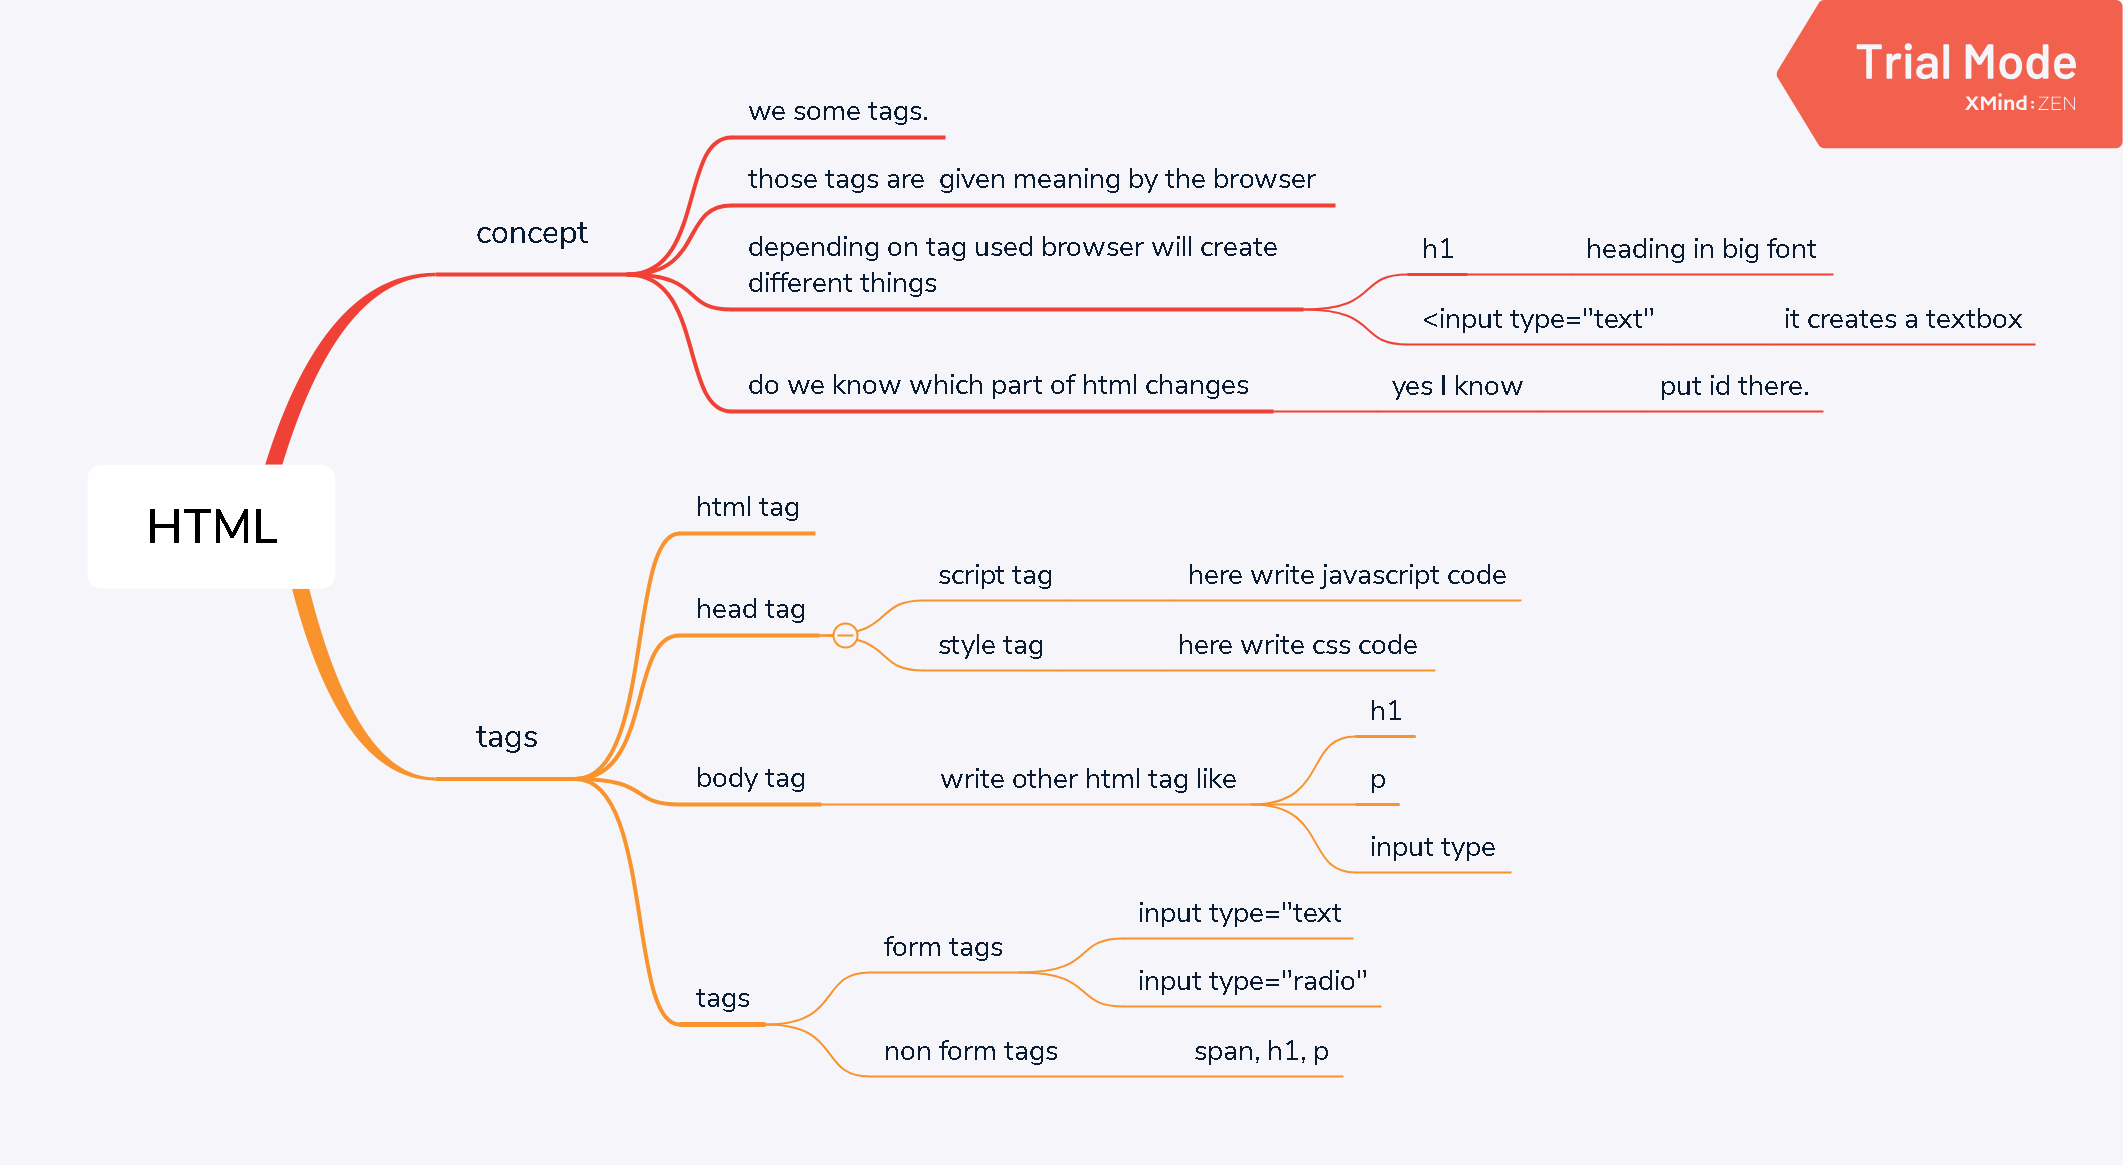 Trial Mode
XMind:ZEN
HTML
concept
we some tags.
those tags are  given meaning by the browser
depending on tag used browser will create
different things
h1
heading in big font
<input type="text"
it creates a textbox
do we know which part of html changes
yes I know
put id there.
tags
html tag
head tag
script tag
here write javascript code
style tag
here write css code
body tag
write other html tag like
h1
p
input type
tags
form tags
input type="text
input type="radio"
non form tags
span, h1, p